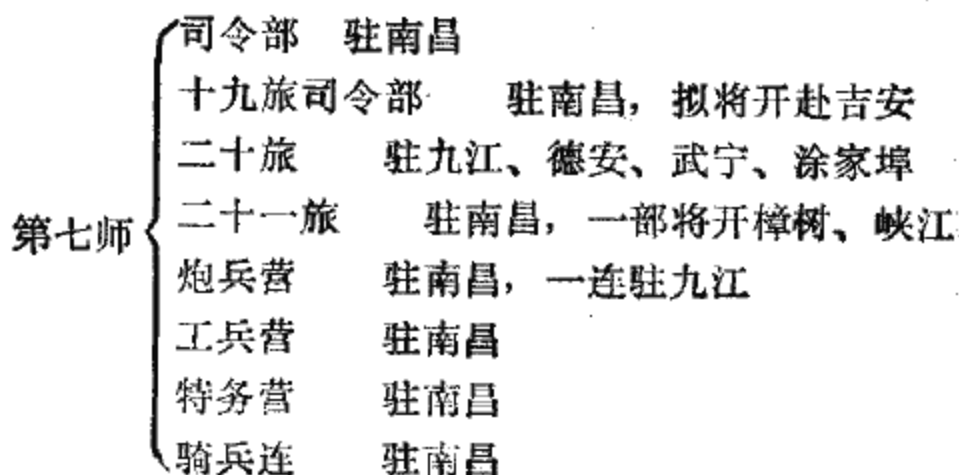 司令部 驻南昌
十九旅司令部 驻南昌，拟将开赴吉安
二十旅 驻九江、德安、武宁、涂家埠
第七师 二十一旅 驻南昌，一部将开樟树、峡江
炮兵营 驻南昌，一连驻九江
工兵营 驻南昌
特务营 驻南昌
骑兵连 驻南昌